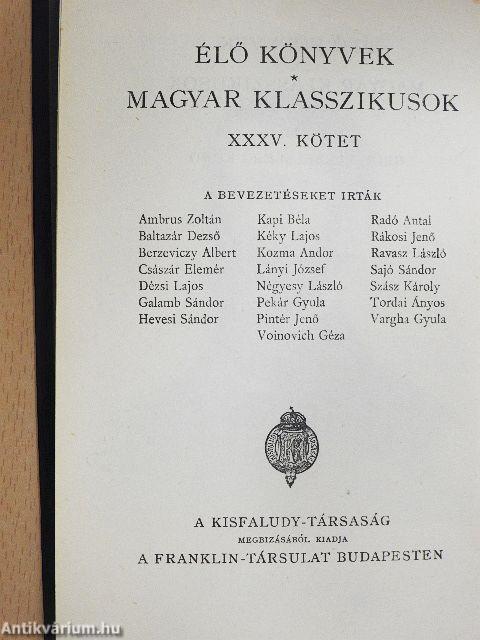 ÉLŐ KÖNYVEK
*
MAGYAR KLASSZIKUSOK
XXXV. KÖTET
A BEVEZETÉSEKET IRTÁK
Ambrus Zoltán
Baltazár Dezső
Berzeviczy Albert
Császár Elemér
Dézsi Lajos
Galamb Sándor
Hevesi Sándor
Kapi Béla
Kéky Lajos
Kozma Andor
Lányi József
Négyesy László
Pekár Gyula
Pintér Jenő
Voinovich Géza
Radó Antal
Rákosi Jenő
Ravasz László
Sajó Sándor
Szász Károly
Tordai Ányos
Vargha Gyula
A KISFALUDY-TÁRSASÁG
MEGBIZÁSÁBÓL KIADJA
A FRANKLIN-TÁRSULAT BUDAPESTEN
Antikvárium.hu